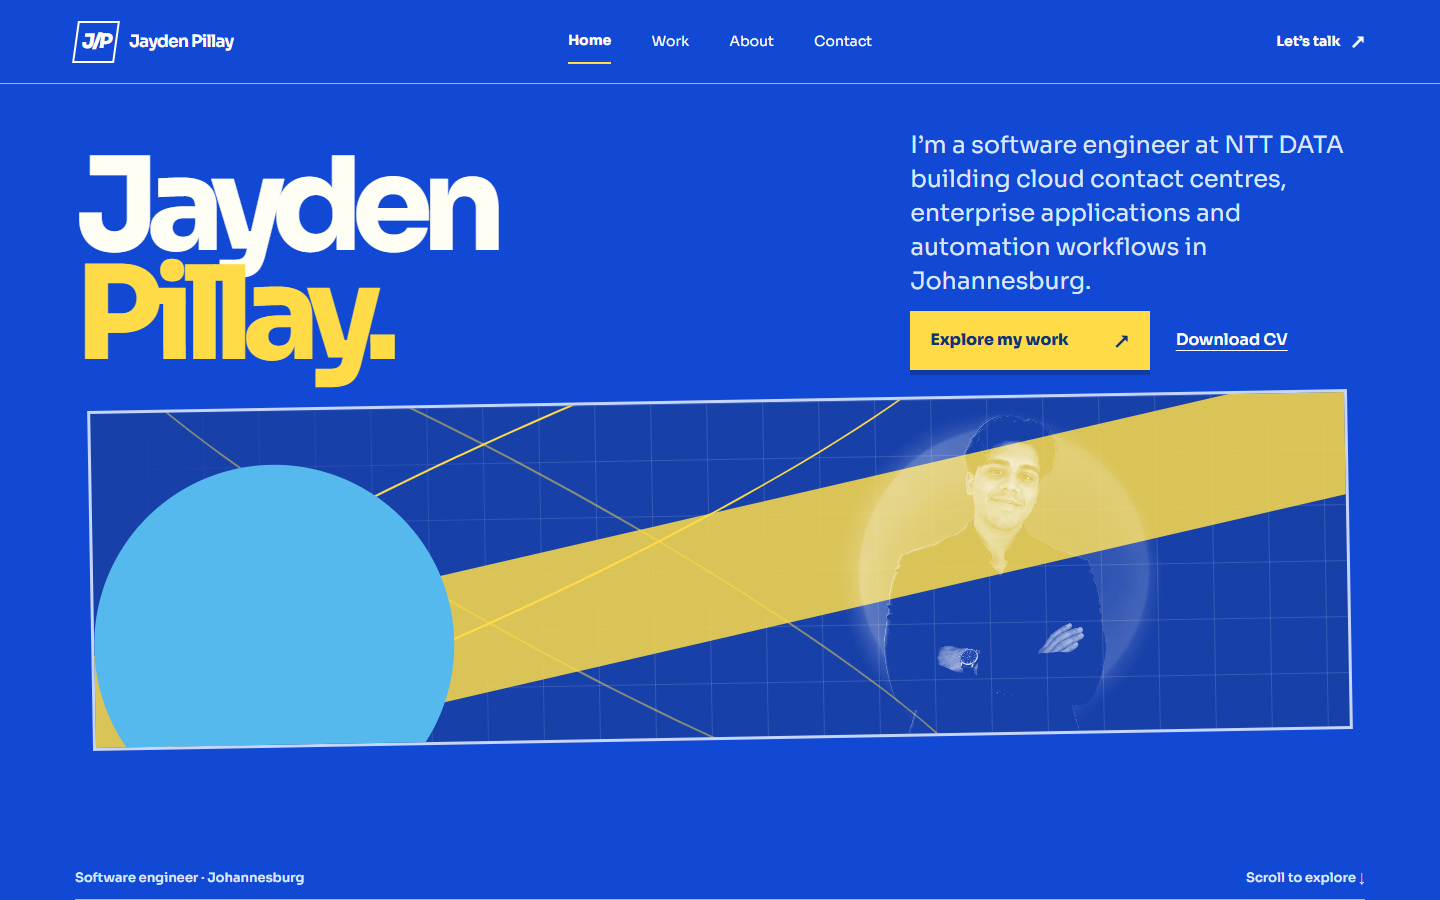 J/P Jayden Pillay
Home Work About Contact
Let's talk ↗
Jayden
Pillay.
I'm a software engineer at NTT DATA
building cloud contact centres,
enterprise applications and
automation workflows in
Johannesburg.
Explore my work ↗
Download CV
Software engineer · Johannesburg
Scroll to explore ↓